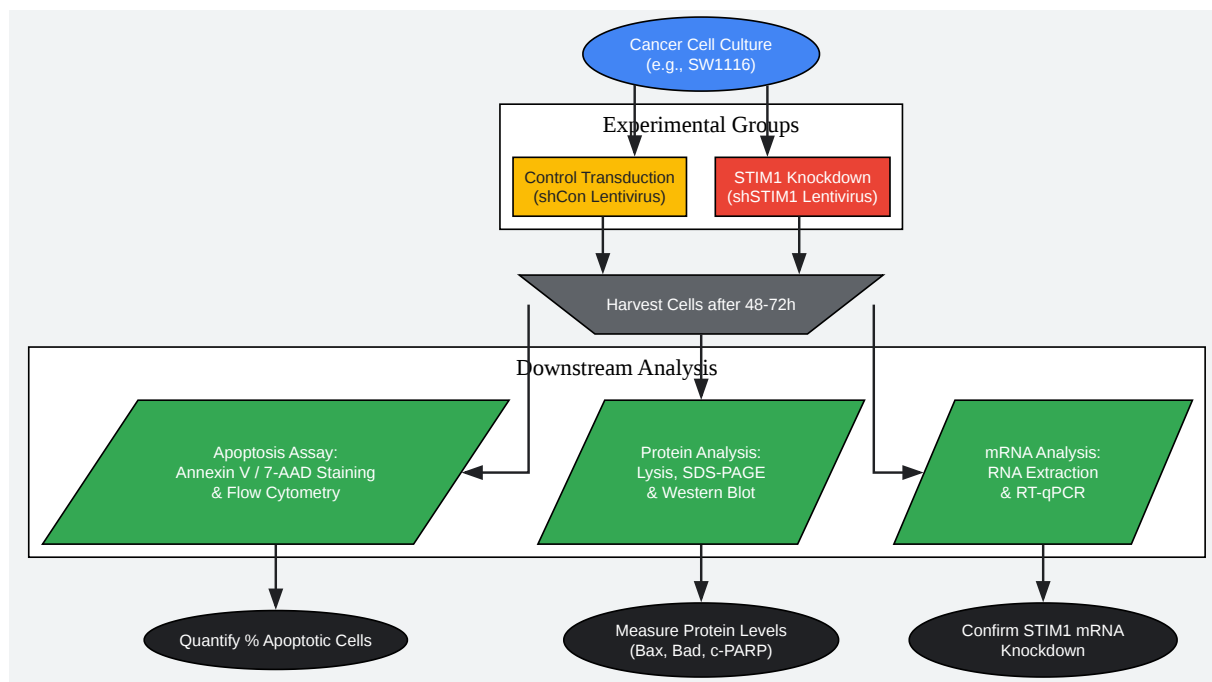 Cancer Cell Culture
(e.g., SW1116)
Experimental Groups
Control Transduction
(shCon Lentivirus)
STIM1 Knockdown
(shSTIM1 Lentivirus)
Harvest Cells after 48-72h
Downstream Analysis
Apoptosis Assay:
Annexin V / 7-AAD Staining
& Flow Cytometry
Protein Analysis:
Lysis, SDS-PAGE
& Western Blot
mRNA Analysis:
RNA Extraction
& RT-qPCR
Quantify % Apoptotic Cells
Measure Protein Levels
(Bax, Bad, c-PARP)
Confirm STIM1 mRNA
Knockdown